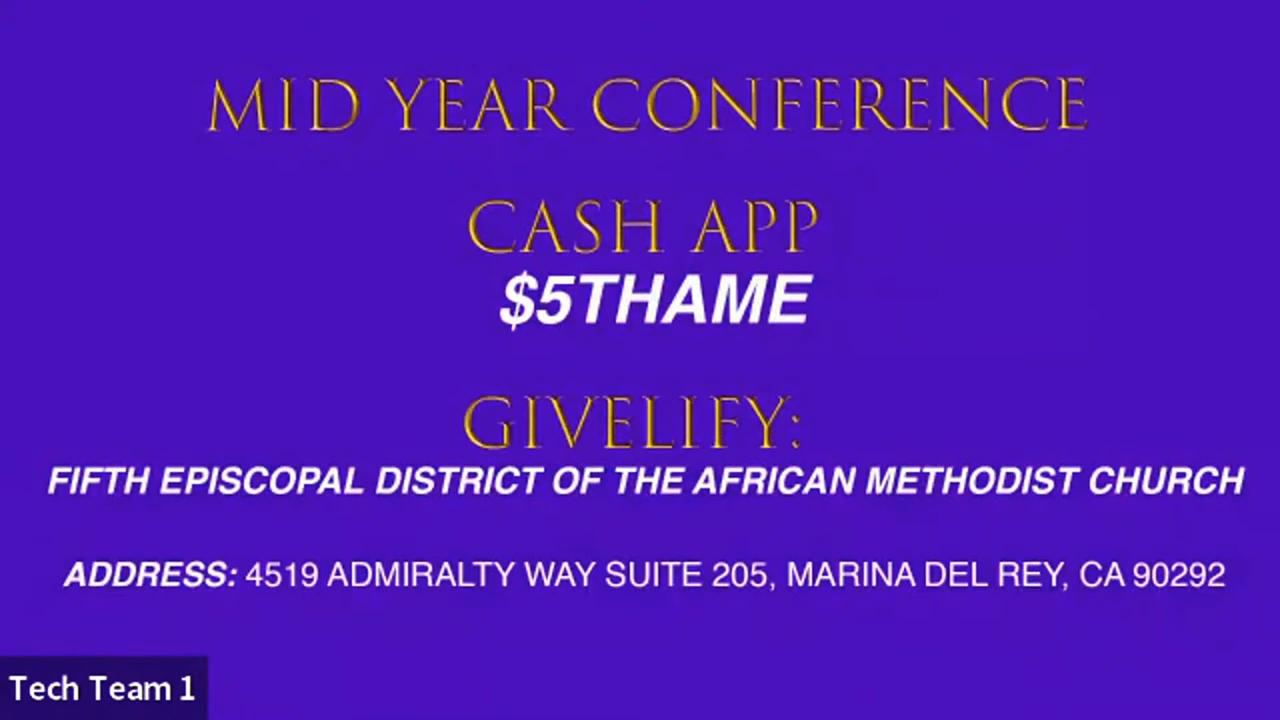 MID YEAR CONFERENCE
CASH APP
$5THAME
GIVELIFY:
FIFTH EPISCOPAL DISTRICT OF THE AFRICAN METHODIST CHURCH
ADDRESS: 4519 ADMIRALTY WAY SUITE 205, MARINA DEL REY, CA 90292
Tech Team 1